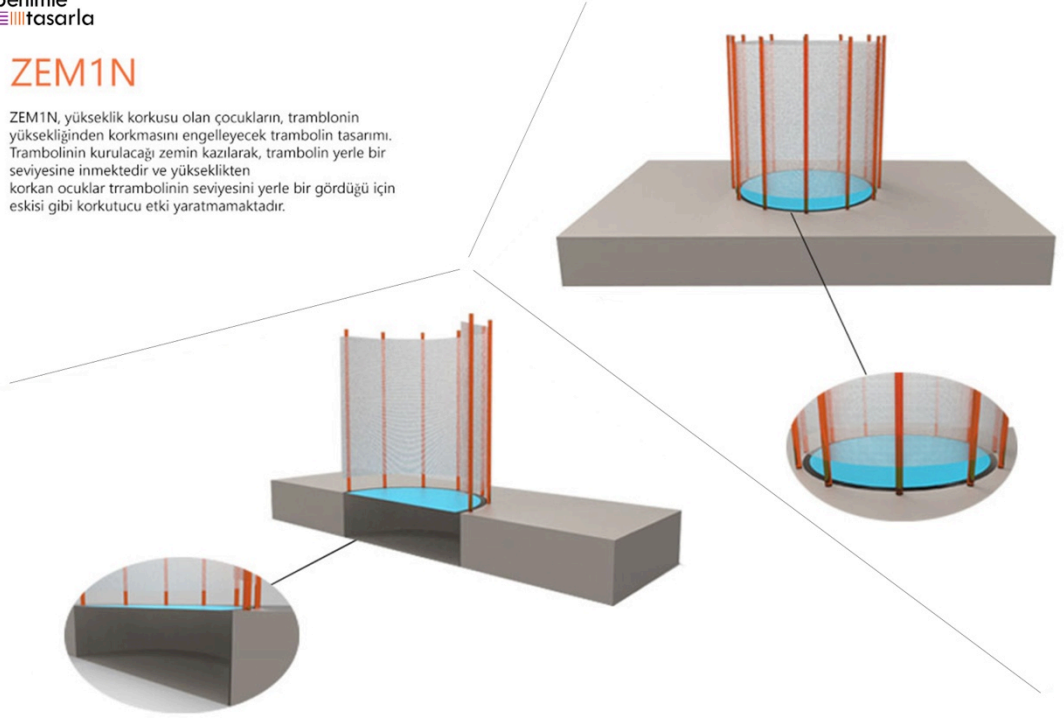 benimle
tasarla
ZEM1N
ZEM1N, yükseklik korkusu olan çocukların, tramblonin
yüksekliğinden korkmasını engelleyecek trambolin tasarımı.
Trambolinin kurulacağı zemin kazılarak, trambolin yerle bir
seviyesine inmektedir ve yükseklikten
korkan ocuklar trrambolinin seviyesini yerle bir gördüğü için
eskisi gibi korkutucu etki yaratmamaktadır.